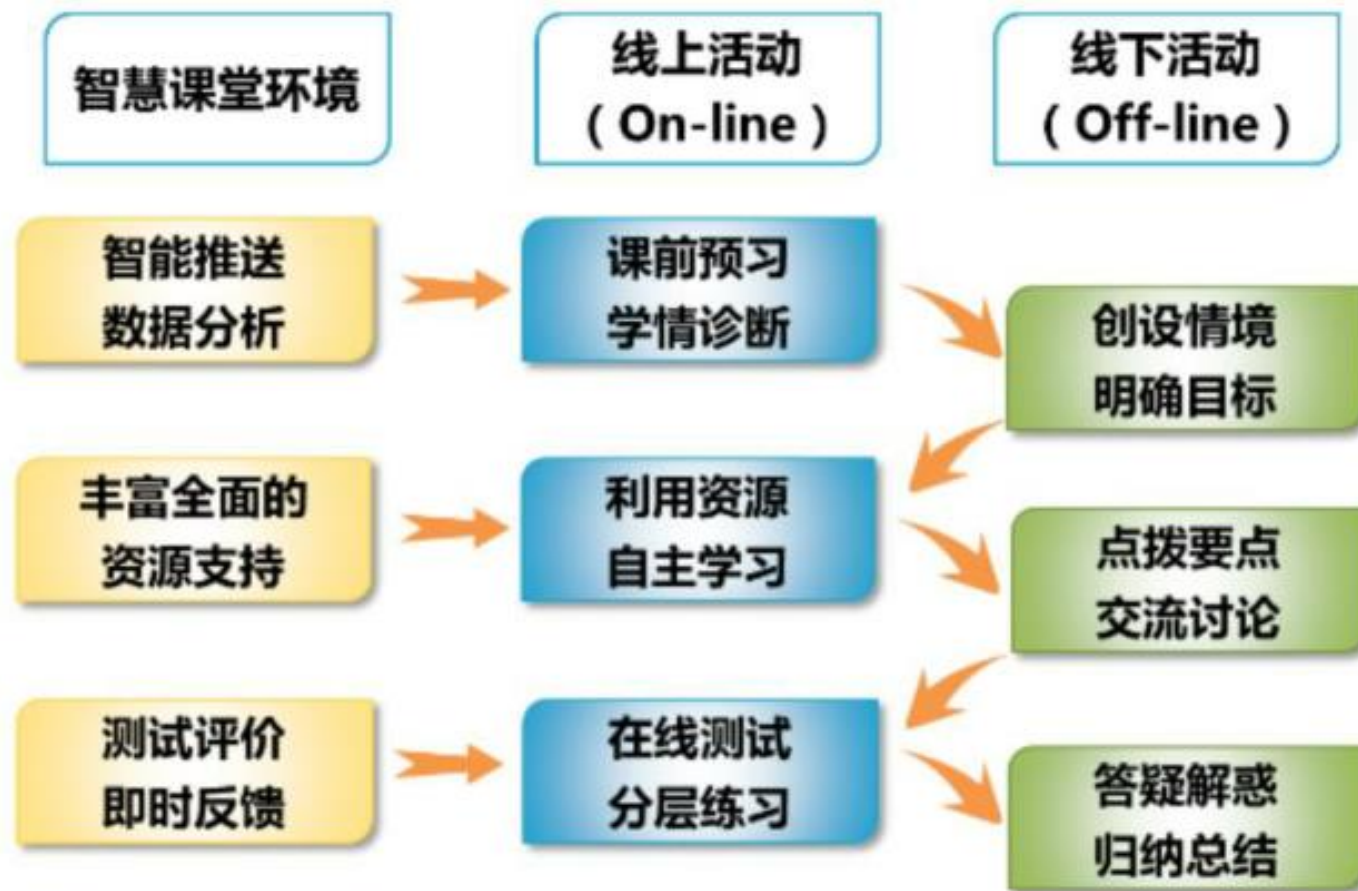 智慧课堂环境
线上活动
（On-line）
线下活动
（Off-line）
智能推送
数据分析
课前预习
学情诊断
创设情境
明确目标
丰富全面的
资源支持
利用资源
自主学习
点拨要点
交流讨论
测试评价
即时反馈
在线测试
分层练习
答疑解惑
归纳总结